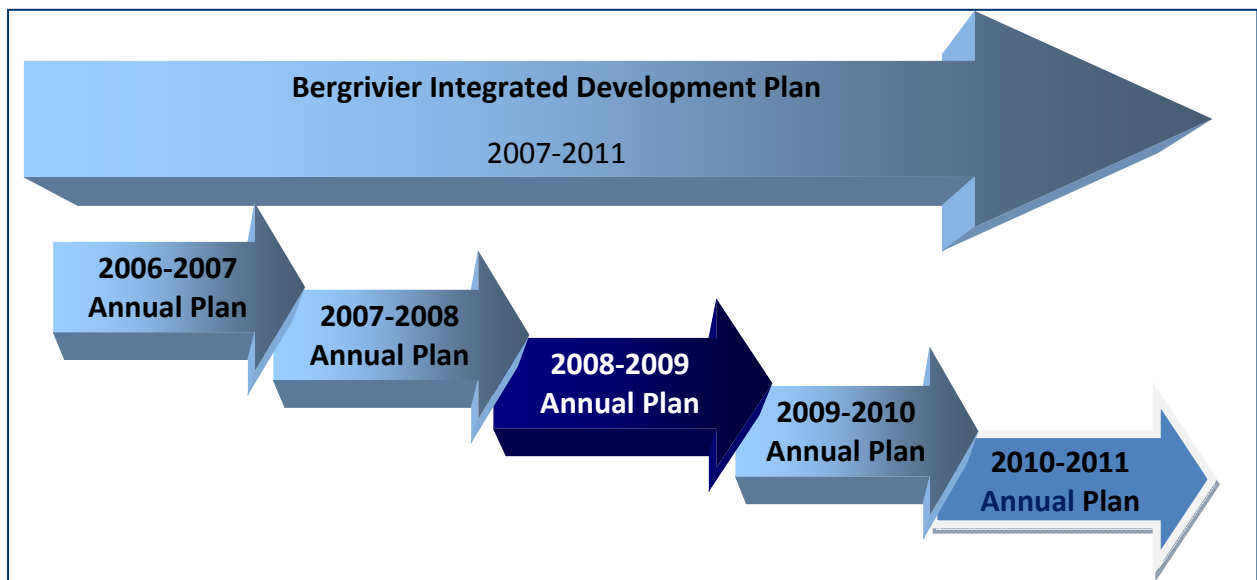 Bergrivier Integrated Development Plan
2007-2011
2006-2007
Annual Plan
2007-2008
Annual Plan
2008-2009
Annual Plan
2009-2010
Annual Plan
2010-2011
Annual Plan